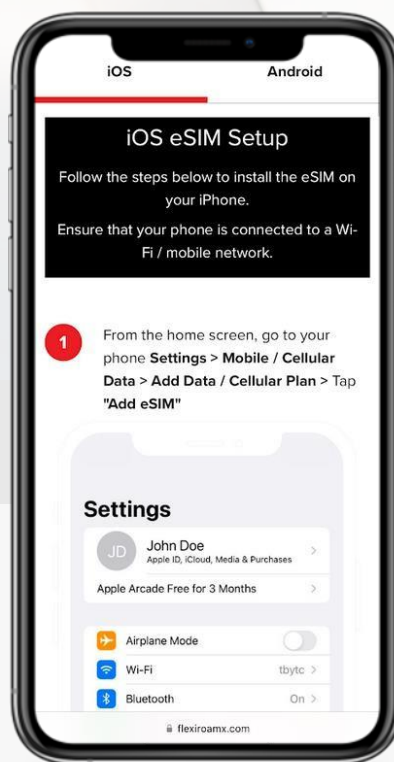 iOS Android
iOS eSIM Setup
Follow the steps below to install the eSIM on
your iPhone.
Ensure that your phone is connected to a Wi-
Fi / mobile network.
1 From the home screen, go to your
phone Settings > Mobile / Cellular
Data > Add Data / Cellular Plan > Tap
"Add eSIM"
Settings
JD John Doe
Apple ID, iCloud, Media & Purchases
Apple Arcade Free for 3 Months
Airplane Mode
Wi-Fi tbytc
Bluetooth On
flexiroamx.com